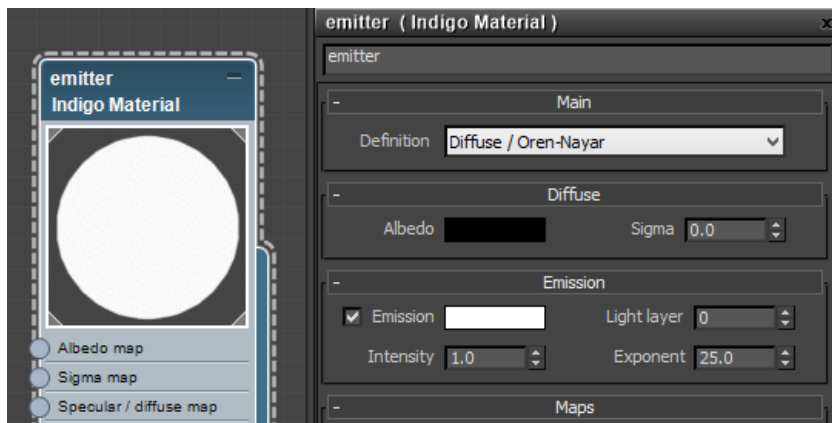 emitter
Indigo Material
Albedo map
Sigma map
Specular / diffuse map
emitter ( Indigo Material ) x
emitter
- Main
Definition Diffuse / Oren-Nayar
- Diffuse
Albedo Sigma 0.0
- Emission
Emission Light layer 0
Intensity 1.0 Exponent 25.0
- Maps